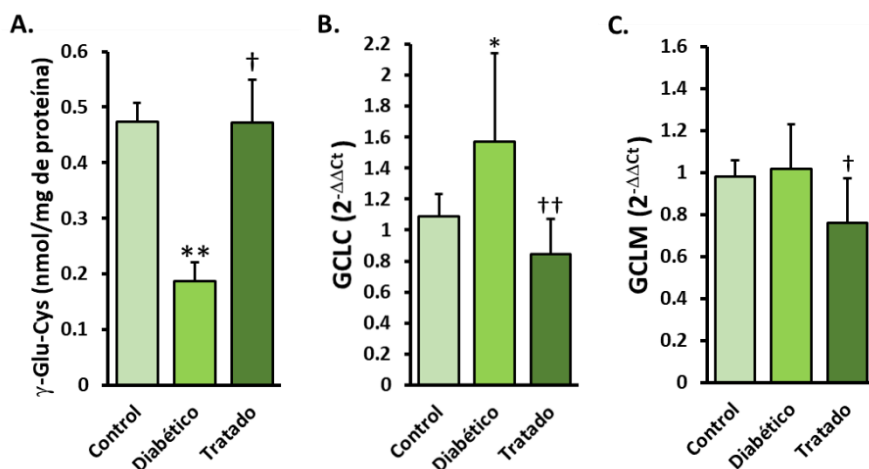 A.
γ-Glu-Cys (nmol/mg de proteína)
0.6
0.5
0.4
0.3
0.2
0.1
0
**
†
Control
Diabético
Tratado
B.
GCLC (2^-ΔΔCt)
2.2
2
1.8
1.6
1.4
1.2
1
0.8
0.6
0.4
0.2
0
*
††
Control
Diabético
Tratado
C.
GCLM (2^-ΔΔCt)
1.6
1.4
1.2
1
0.8
0.6
0.4
0.2
0
†
Control
Diabético
Tratado